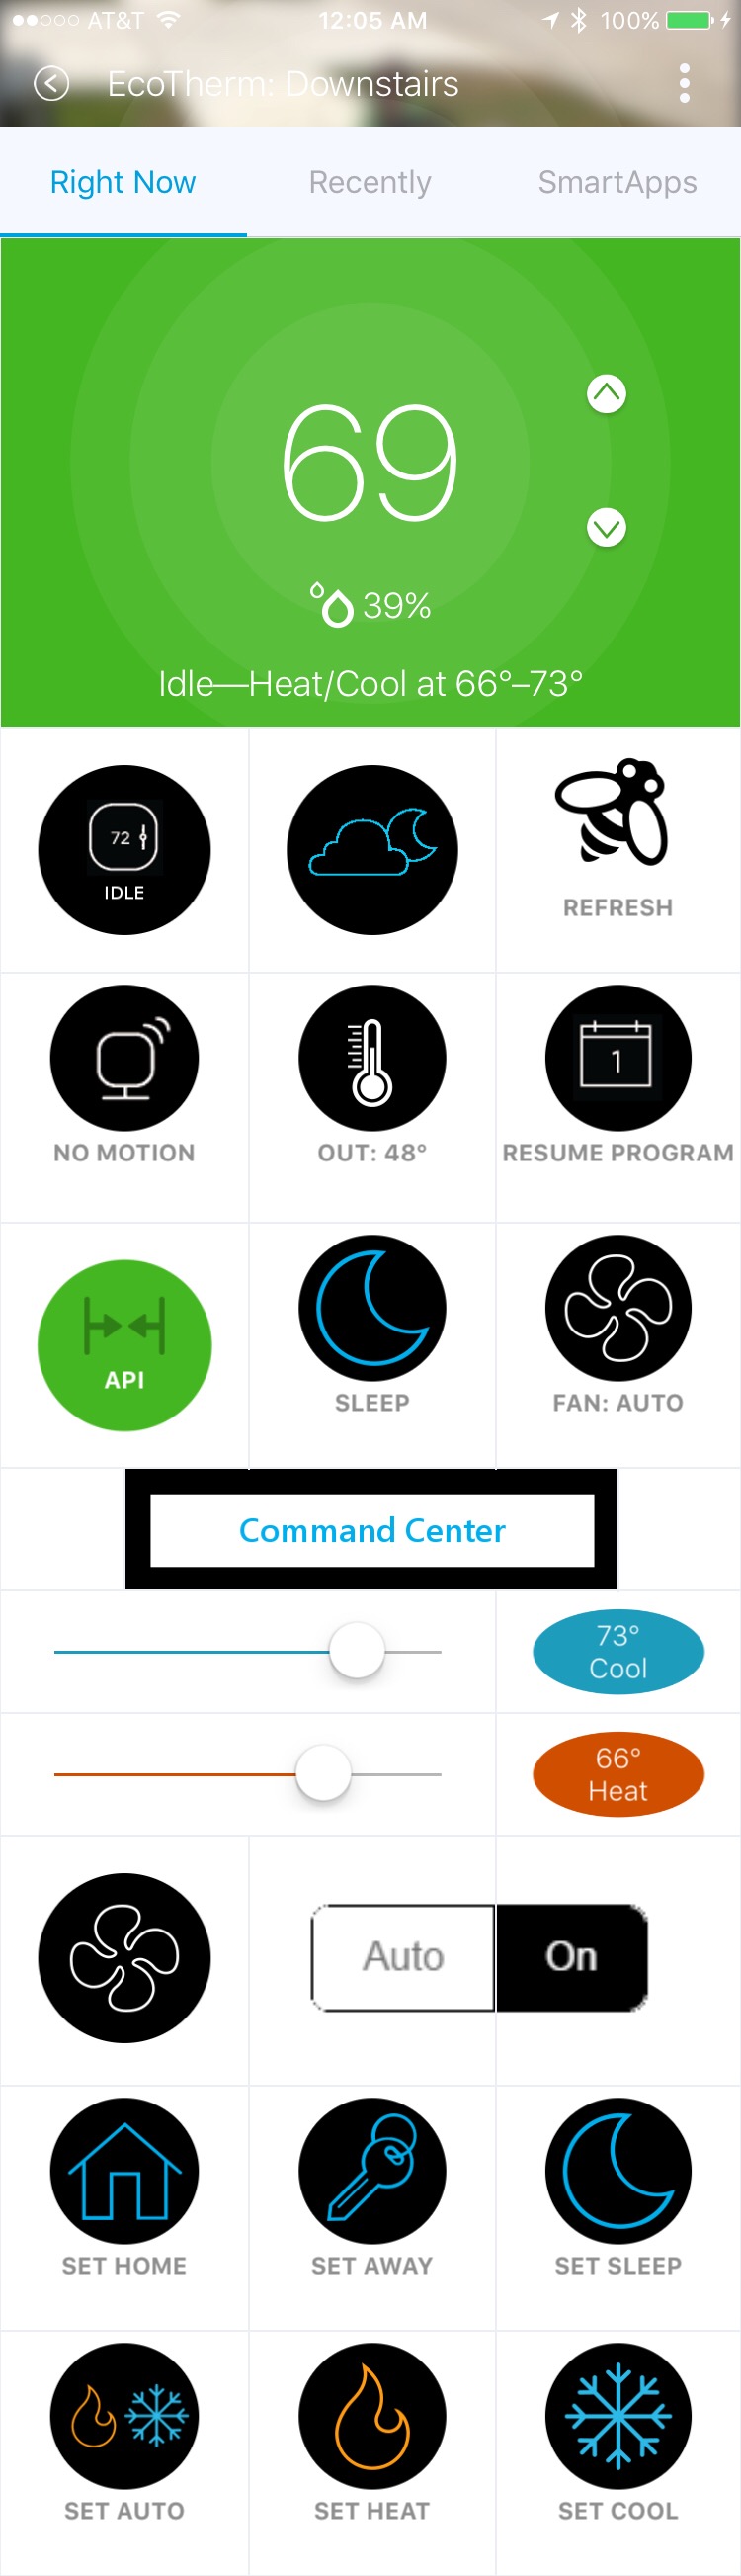 AT&T 12:05 AM 100%
EcoTherm: Downstairs
Right Now Recently SmartApps
69
39%
Idle—Heat/Cool at 66°–73°
72
IDLE
REFRESH
1
NO MOTION OUT: 48° RESUME PROGRAM
API
SLEEP FAN: AUTO
Command Center
73°
Cool
66°
Heat
Auto On
SET HOME SET AWAY SET SLEEP
SET AUTO SET HEAT SET COOL